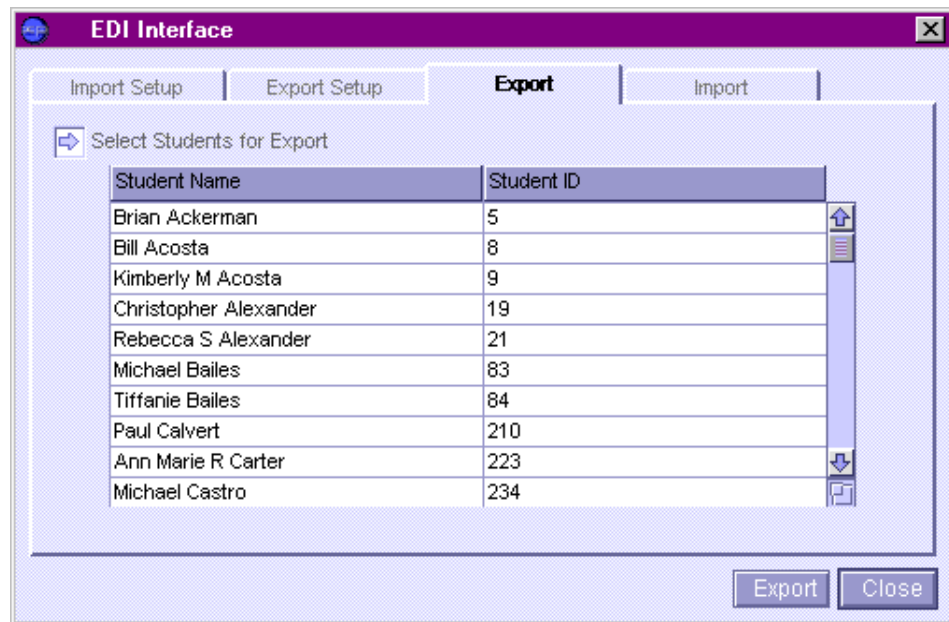 EDI Interface
Import Setup Export Setup Export Import
Select Students for Export
Student Name Student ID
Brian Ackerman 5
Bill Acosta 8
Kimberly M Acosta 9
Christopher Alexander 19
Rebecca S Alexander 21
Michael Bailes 83
Tiffanie Bailes 84
Paul Calvert 210
Ann Marie R Carter 223
Michael Castro 234
Export Close